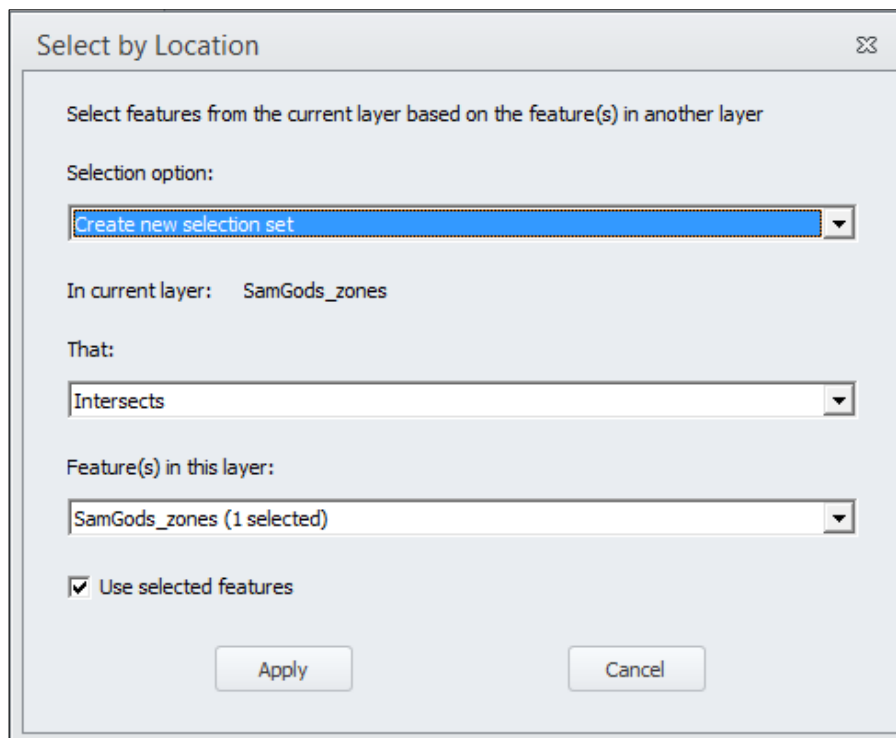 Select by Location
Select features from the current layer based on the feature(s) in another layer
Selection option:
Create new selection set
In current layer: SamGods_zones
That:
Intersects
Feature(s) in this layer:
SamGods_zones (1 selected)
Use selected features
Apply Cancel